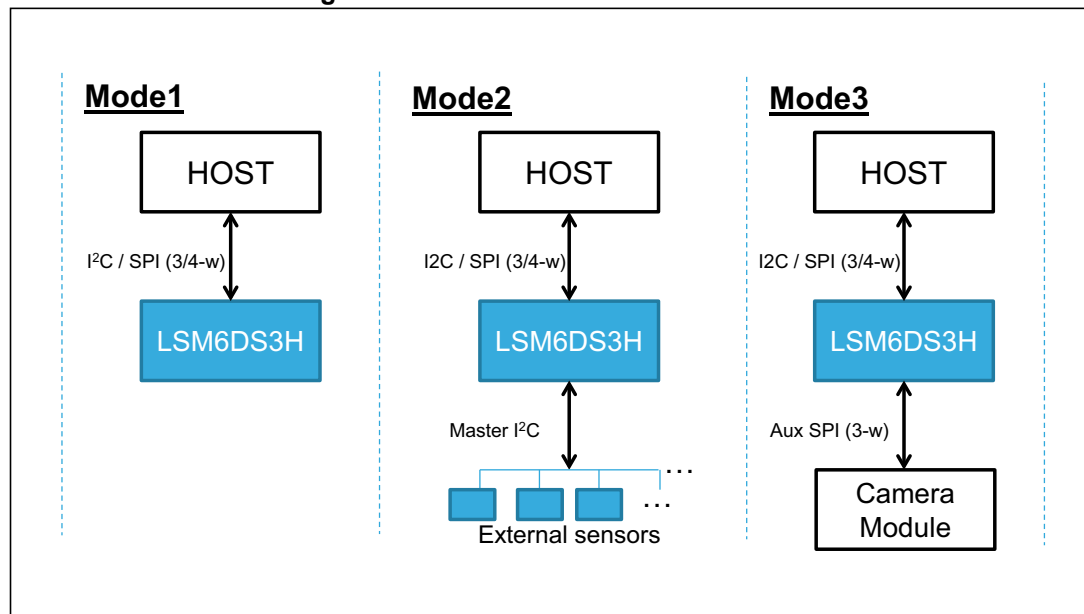 Mode1
HOST
I²C / SPI (3/4-w)
LSM6DS3H
Mode2
HOST
I2C / SPI (3/4-w)
LSM6DS3H
Master I²C
...
...
External sensors
Mode3
HOST
I2C / SPI (3/4-w)
LSM6DS3H
Aux SPI (3-w)
Camera
Module